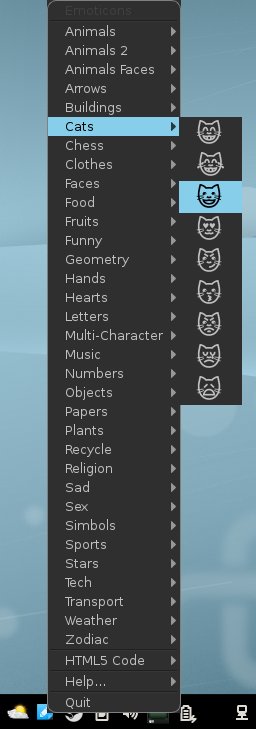 Emoticons
Animals
Animals 2
Animals Faces
Arrows
Buildings
Cats
Chess
Clothes
Faces
Food
Fruits
Funny
Geometry
Hands
Hearts
Letters
Multi-Character
Music
Numbers
Objects
Papers
Plants
Recycle
Religion
Sad
Sex
Simbols
Sports
Stars
Tech
Transport
Weather
Zodiac
HTML5 Code
Help...
Quit